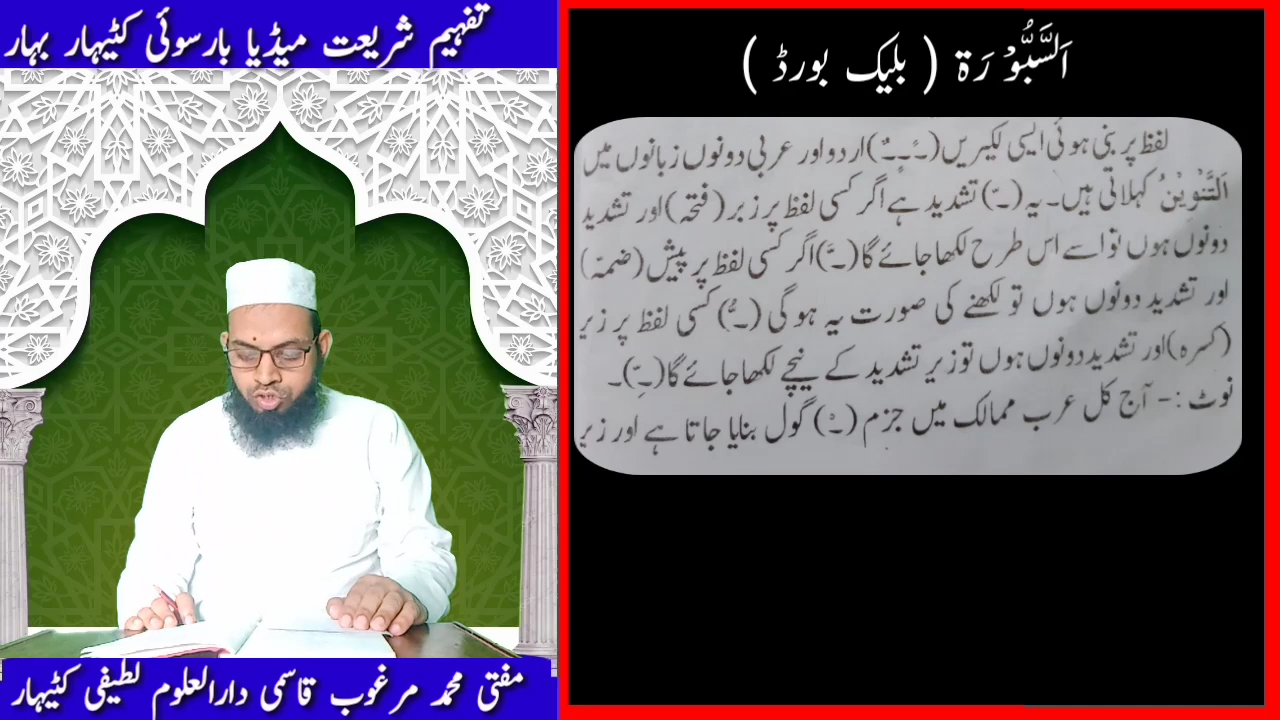 تفہیم شریعت میڈیا بارسوئی کٹیہار بہار
اَلسَّبُّوْرَۃ ( بلیک بورڈ )
لفظ پر بنی ہوئی ایسی لکیریں (ـًـٍـٌ) اردو اور عربی دونوں زبانوں میں
اَلتَّنْوِیْنُ کہلاتی ہیں۔ یہ (ـّ) تشدید ہے اگر کسی لفظ پر زبر (فتحہ) اور تشدید
دونوں ہوں تو اسے اس طرح لکھا جائے گا (ـَّ) اگر کسی لفظ پر پیش (ضمہ)
اور تشدید دونوں ہوں تو لکھنے کی صورت یہ ہوگی (ـُّ) کسی لفظ پر زیر
(کسرہ) اور تشدید دونوں ہوں تو زیر تشدید کے نیچے لکھا جائے گا (ـِّ)۔
نوٹ :- آج کل عرب ممالک میں جزم (ـْ) گول بنایا جاتا ہے اور زیر
مفتی محمد مرغوب قاسمی دارالعلوم لطیفی کٹیہار